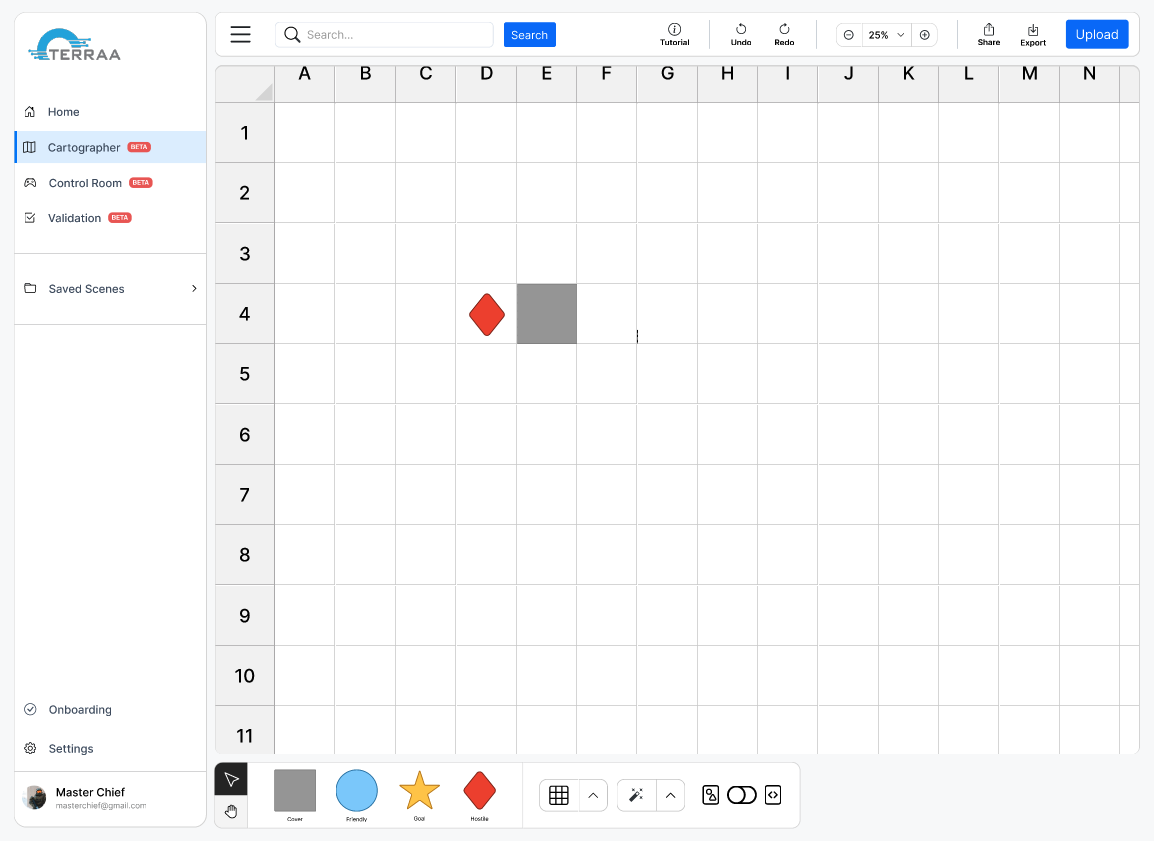 TERRAA
Home
Cartographer BETA
Control Room BETA
Validation BETA
Saved Scenes
Onboarding
Settings
Master Chief
masterchief@gmail.com
Search...
Search
Tutorial
Undo
Redo
25%
Share
Export
Upload
A B C D E F G H I J K L M N
1
2
3
4
5
6
7
8
9
10
11
Cover
Friendly
Goal
Hostile